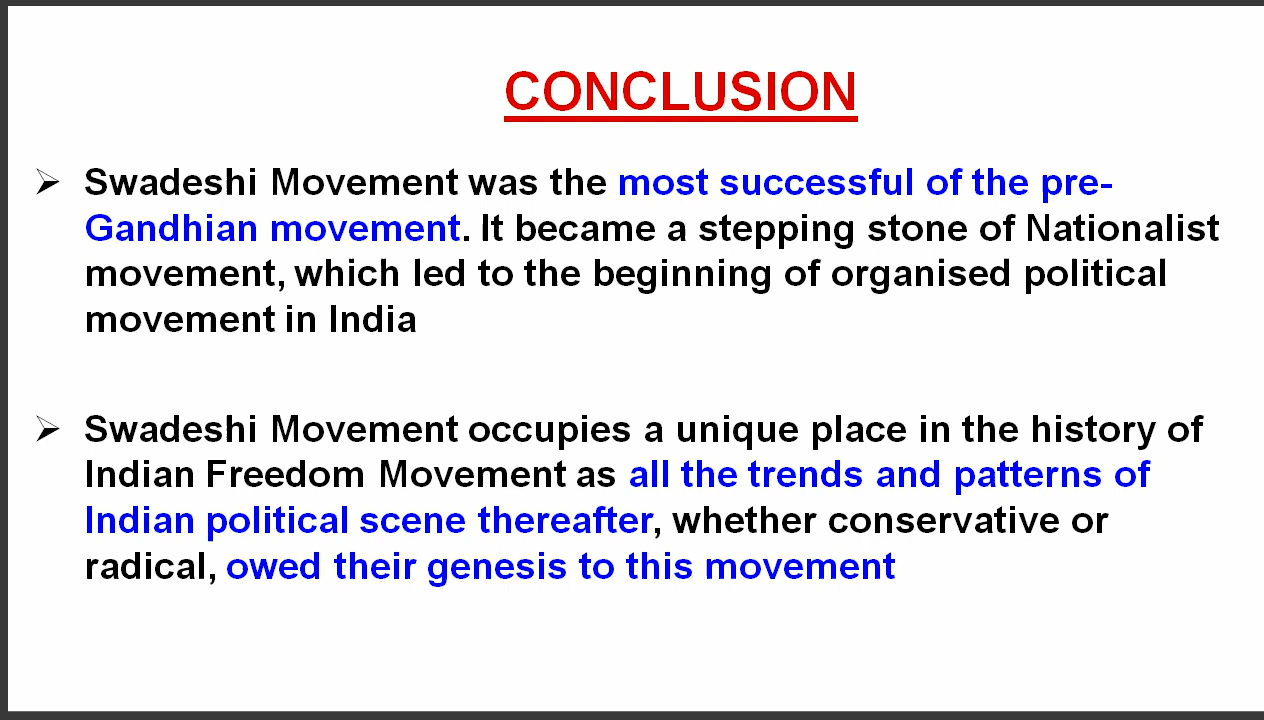 CONCLUSION
➢ Swadeshi Movement was the most successful of the pre-
Gandhian movement. It became a stepping stone of Nationalist
movement, which led to the beginning of organised political
movement in India
➢ Swadeshi Movement occupies a unique place in the history of
Indian Freedom Movement as all the trends and patterns of
Indian political scene thereafter, whether conservative or
radical, owed their genesis to this movement